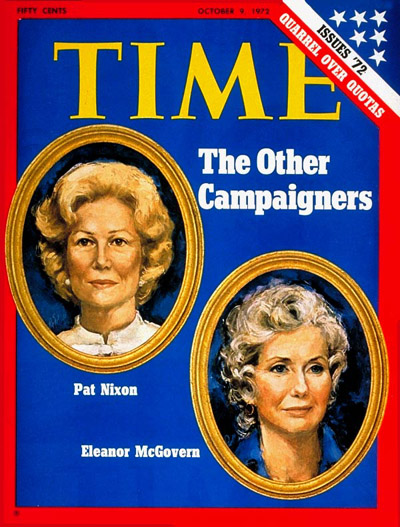 FIFTY CENTS
OCTOBER 9, 1972
ISSUES '72
QUARREL OVER QUOTAS
TIME
The Other
Campaigners
Pat Nixon
Eleanor McGovern